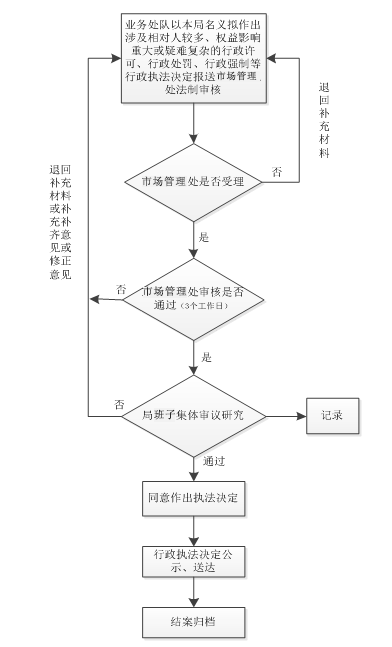 业务处队以本局名义拟作出
涉及相对人较多、权益影响
重大或疑难复杂的行政许
可、行政处罚、行政强制等
行政执法决定报送市场管理
处法制审核
退
回
补
充
材
料
市场管理处是否受理
否
是
退回
补充
材料
或补
充补
齐意
见或
修正
意见
否
市场管理处审核是否
通过（3个工作日）
是
否
局班子集体审议研究
记录
通过
同意作出执法决定
行政执法决定公
示、送达
结案归档